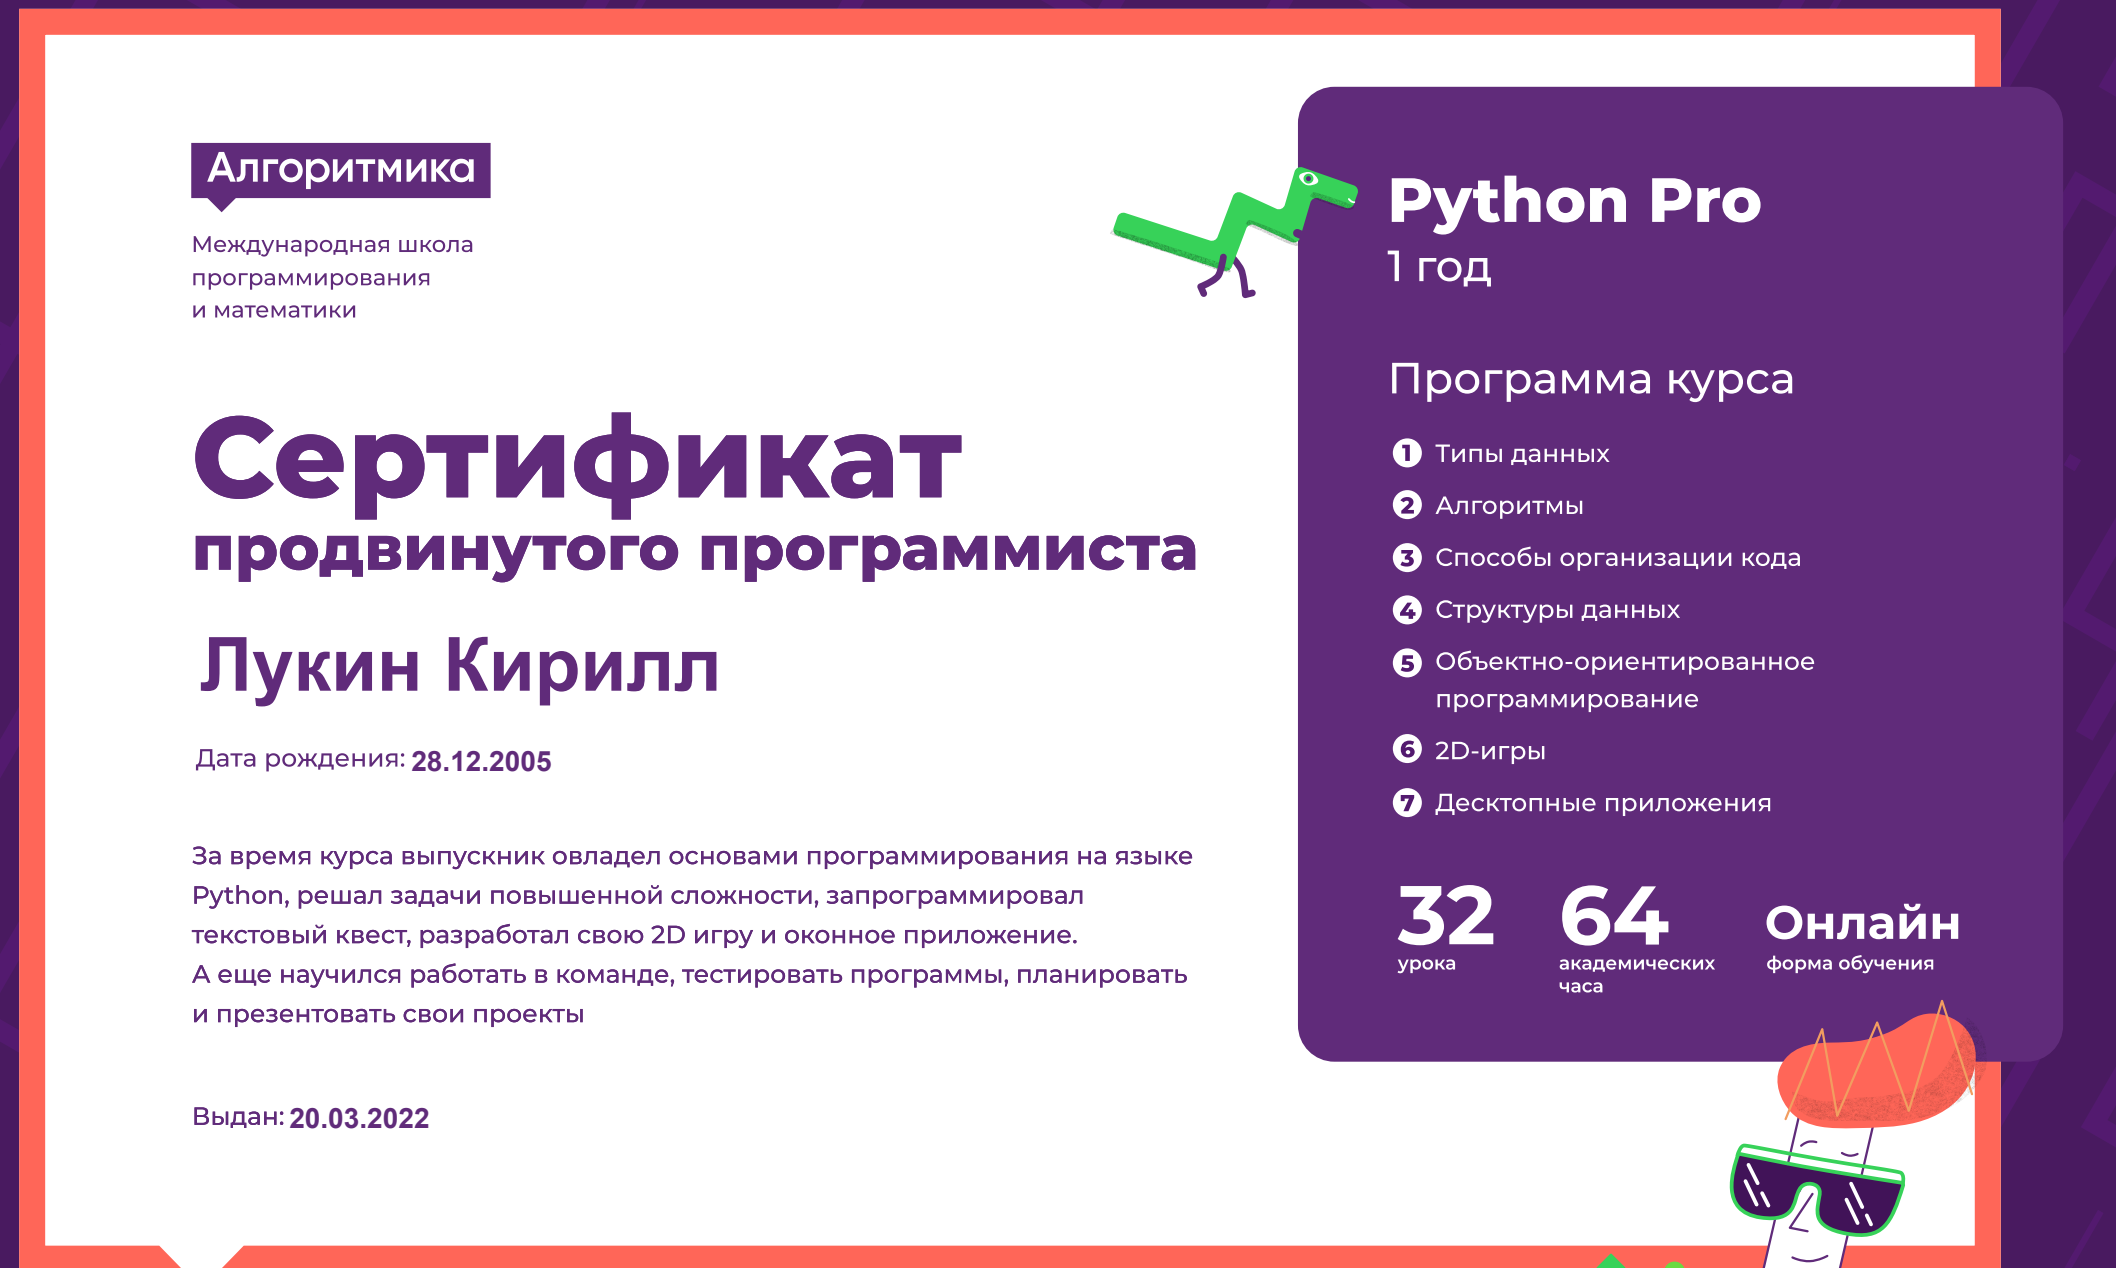 Алгоритмика
Международная школа
программирования
и математики
Сертификат
продвинутого программиста
Лукин Кирилл
Дата рождения: 28.12.2005
За время курса выпускник овладел основами программирования на языке
Python, решал задачи повышенной сложности, запрограммировал
текстовый квест, разработал свою 2D игру и оконное приложение.
А еще научился работать в команде, тестировать программы, планировать
и презентовать свои проекты
Выдан: 20.03.2022
Python Pro
1 год
Программа курса
1 Типы данных
2 Алгоритмы
3 Способы организации кода
4 Структуры данных
5 Объектно-ориентированное
программирование
6 2D-игры
7 Десктопные приложения
32 64 Онлайн
урока академических форма обучения
часа